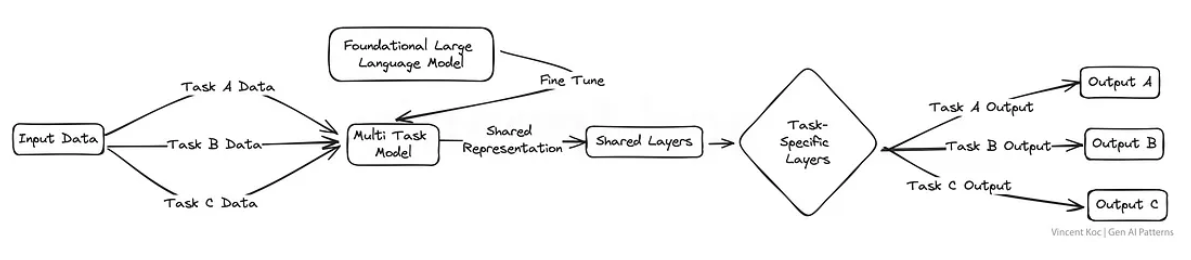 Foundational Large
Language Model
Fine Tune
Input Data
Task A Data
Task B Data
Task C Data
Multi Task
Model
Shared
Representation
Shared Layers
Task-
Specific
Layers
Task A Output
Task B Output
Task C Output
Output A
Output B
Output C
Vincent Koc | Gen AI Patterns